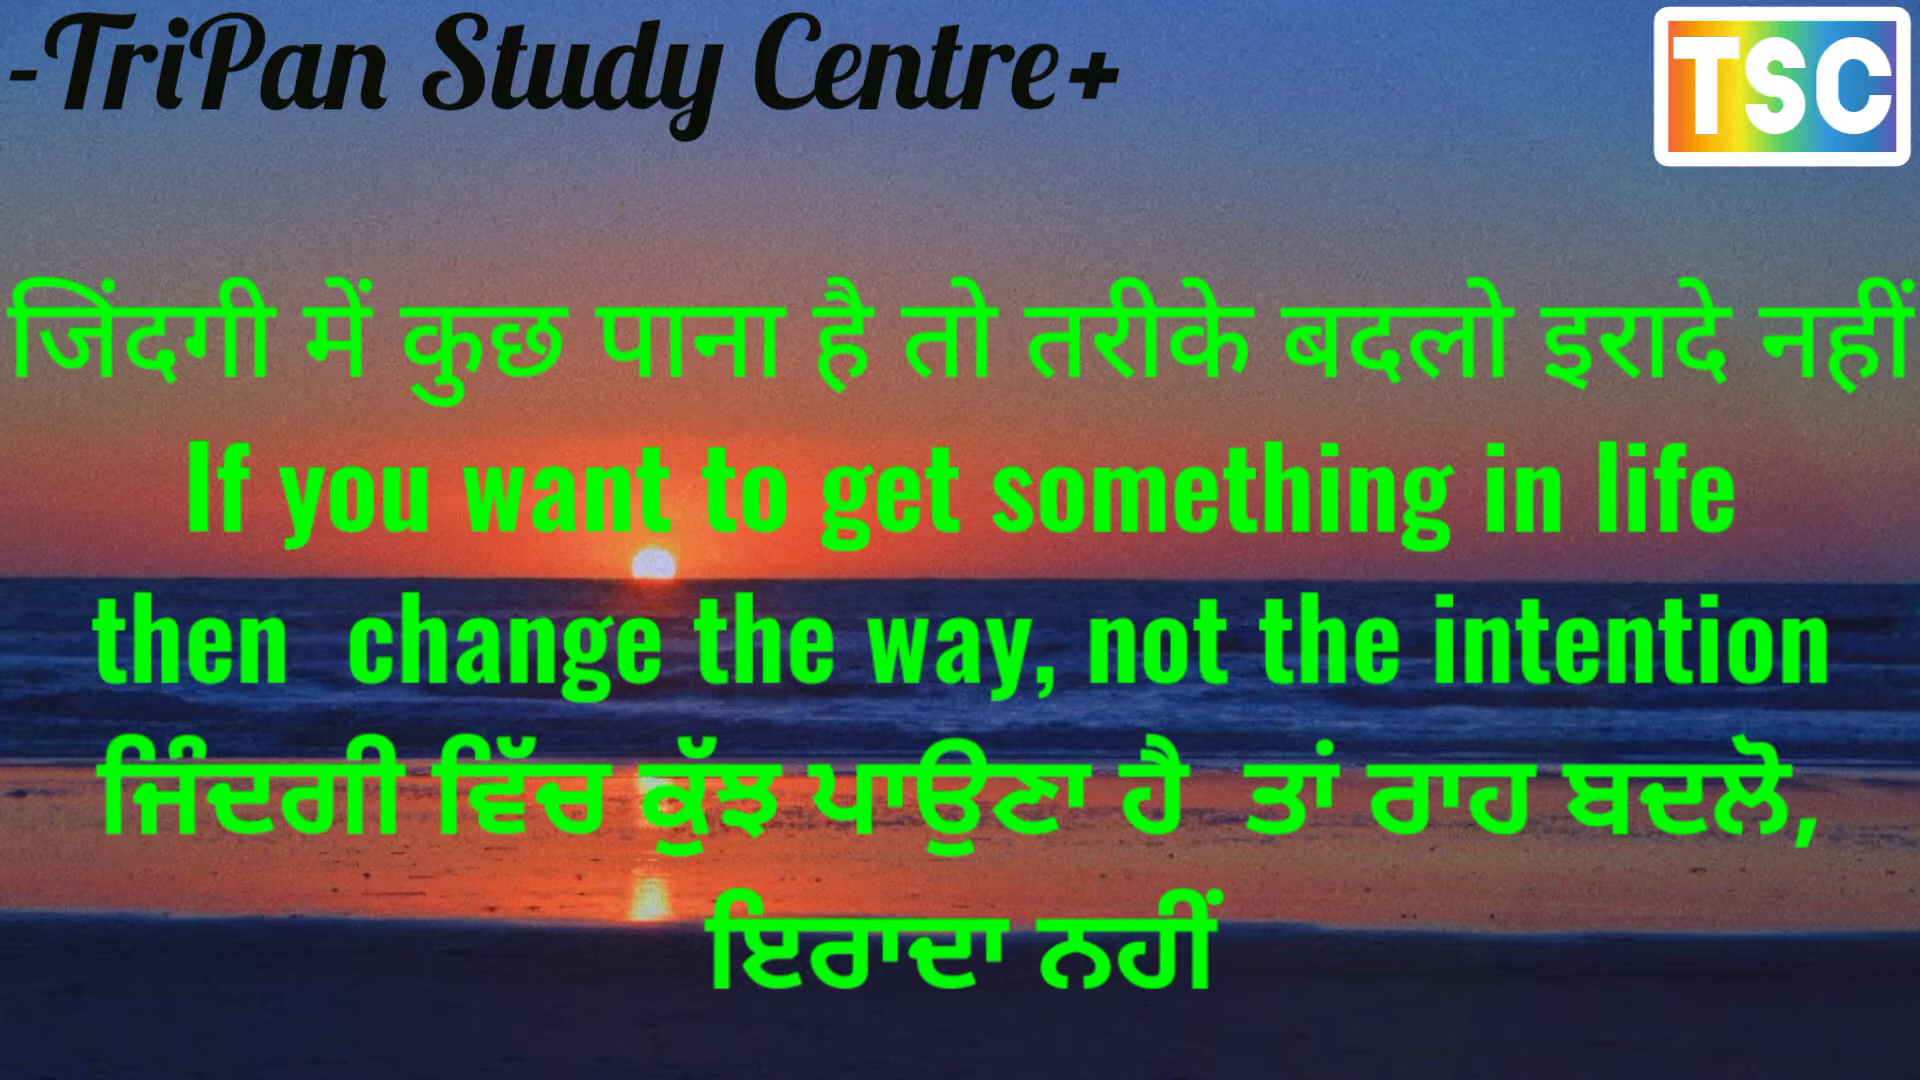 -TriPan Study Centre+
TSC
जिंदगी में कुछ पाना है तो तरीके बदलो इरादे नहीं
If you want to get something in life
then  change the way, not the intention
ਜਿੰਦਗੀ ਵਿੱਚ ਕੁੱਝ ਪਾਉਣਾ ਹੈ  ਤਾਂ ਰਾਹ ਬਦਲੋ,
ਇਰਾਦਾ ਨਹੀਂ